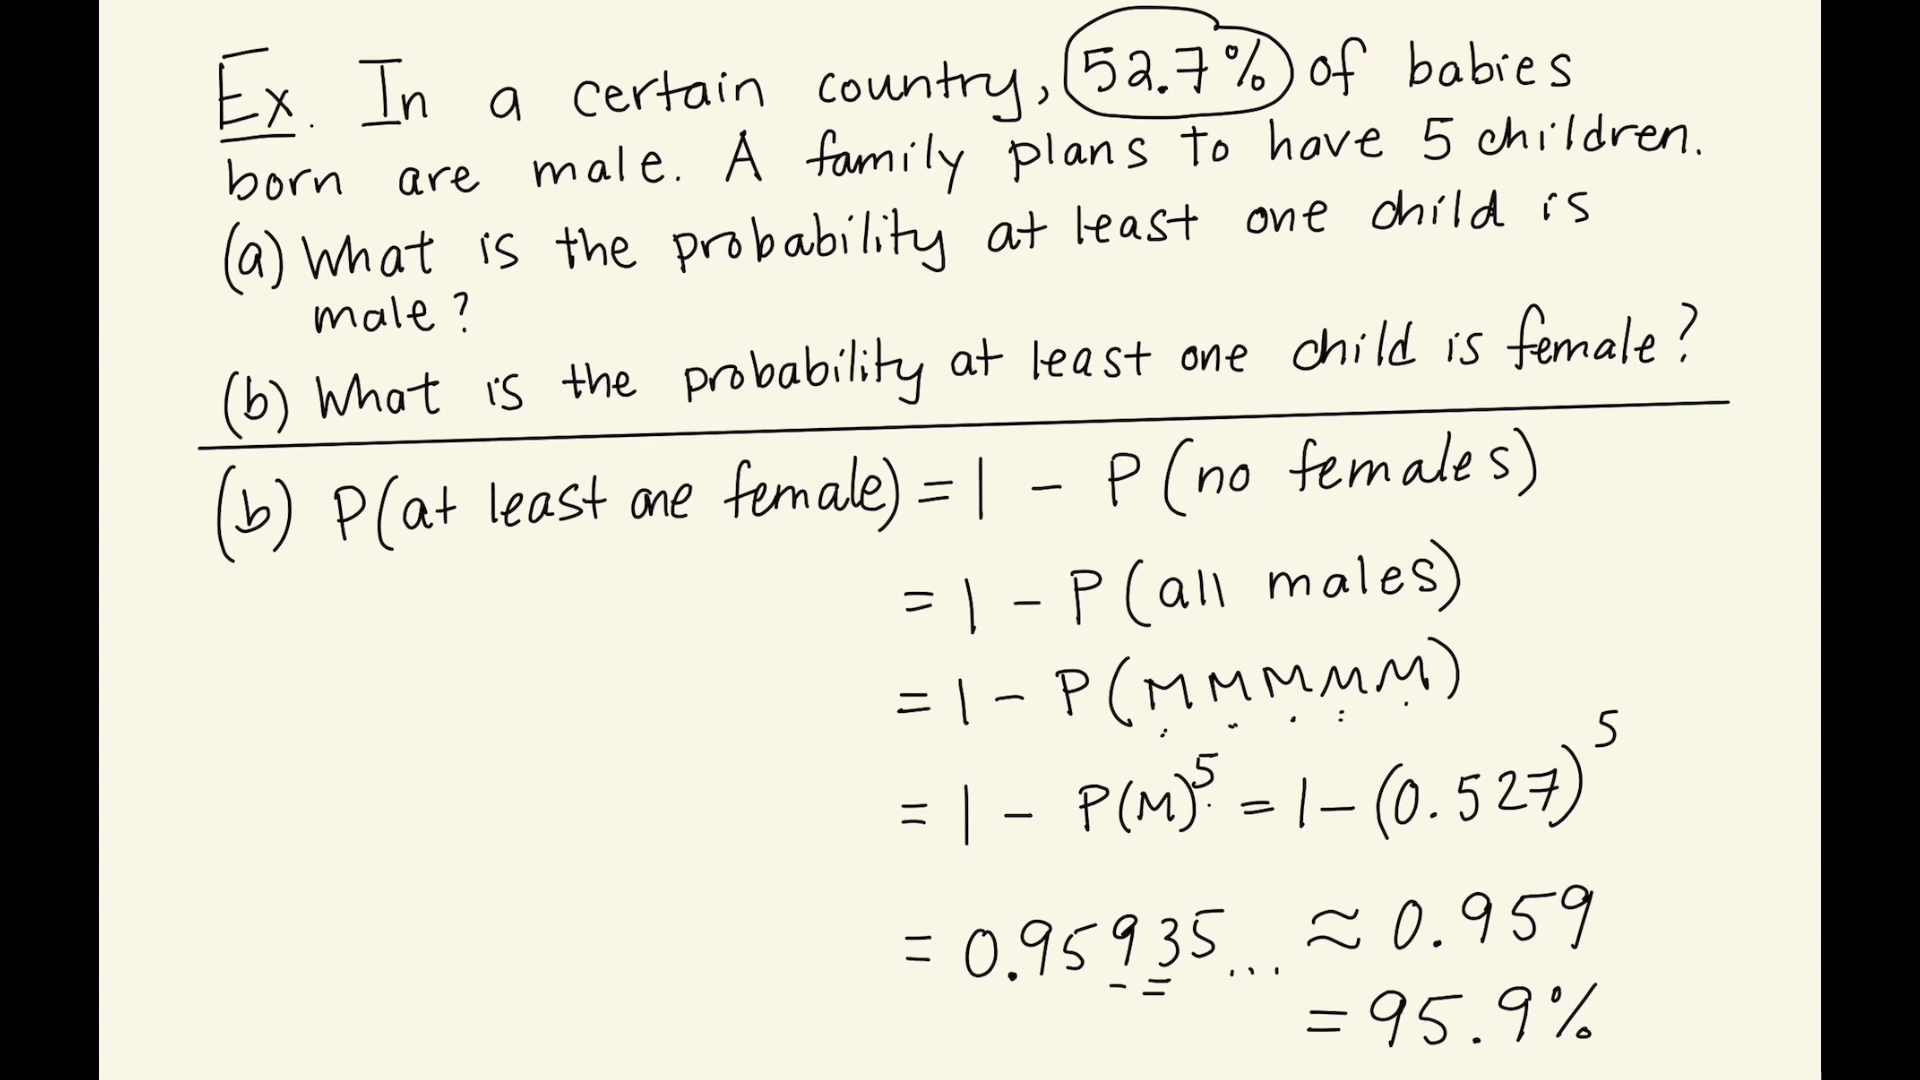 Ex. In a certain country, 52.7% of babies
born are male. A family plans to have 5 children.
(a) What is the probability at least one child is
male?
(b) What is the probability at least one child is female?
(b) P(at least one female) = 1 - P(no females)
= 1 - P(all males)
= 1 - P(MMMMM)
= 1 - P(M)⁵ = 1 - (0.527)⁵
= 0.95935... ≈ 0.959
= 95.9%